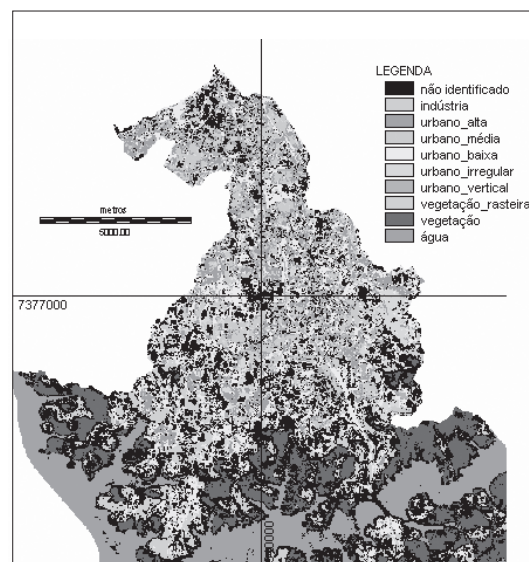 LEGENDA
não identificado
indústria
urbano_alta
urbano_média
urbano_baixa
urbano_irregular
urbano_vertical
vegetação_rasteira
vegetação
água
metros
5000.00
7377000